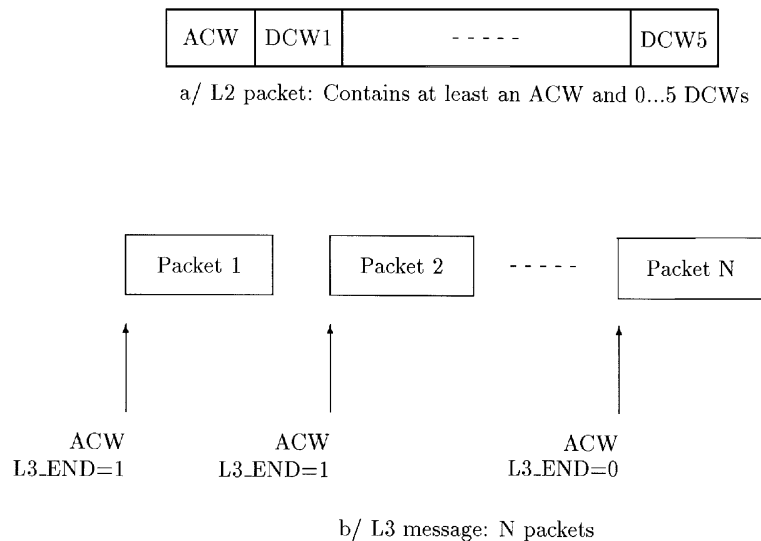 ACW DCW1 - - - - - DCW5
a/ L2 packet: Contains at least an ACW and 0...5 DCWs
Packet 1 Packet 2 - - - - - Packet N
ACW ACW ACW
L3_END=1 L3_END=1 L3_END=0
b/ L3 message: N packets